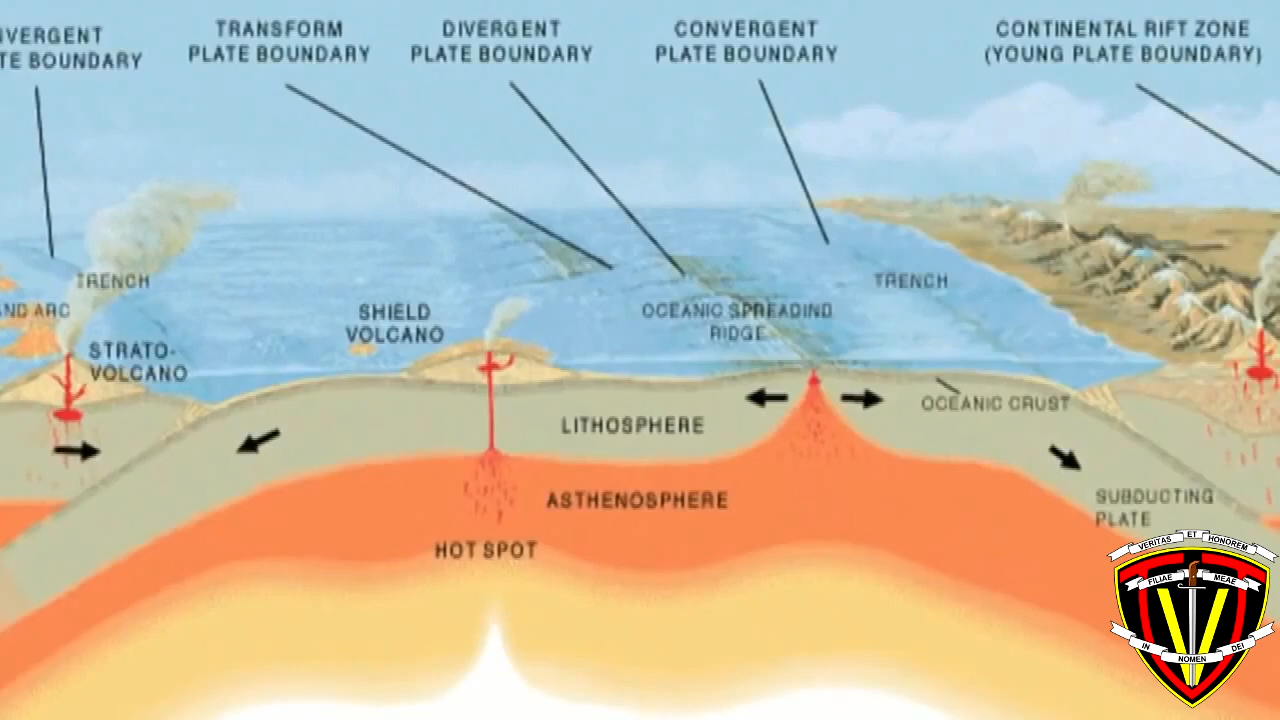 NVERGENT
TE BOUNDARY
TRANSFORM
PLATE BOUNDARY
DIVERGENT
PLATE BOUNDARY
CONVERGENT
PLATE BOUNDARY
CONTINENTAL RIFT ZONE
(YOUNG PLATE BOUNDARY)
TRENCH
AND ARC
STRATO-
VOLCANO
SHIELD
VOLCANO
OCEANIC SPREADING
RIDGE
TRENCH
LITHOSPHERE
OCEANIC CRUST
ASTHENOSPHERE
HOT SPOT
SUBDUCTING
PLATE
VERITAS ET HONOREM
FILIAE MEAE
IN NOMEN DEI